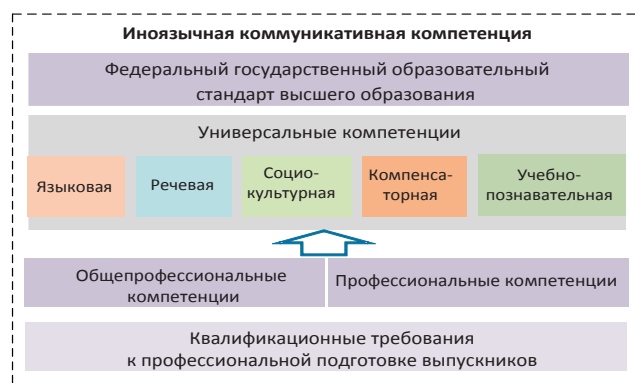 Иноязычная коммуникативная компетенция
Федеральный государственный образовательный
стандарт высшего образования
Универсальные компетенции
Языковая
Речевая
Социо-
культурная
Компенса-
торная
Учебно-
познавательная
Общепрофессиональные
компетенции
Профессиональные компетенции
Квалификационные требования
к профессиональной подготовке выпускников